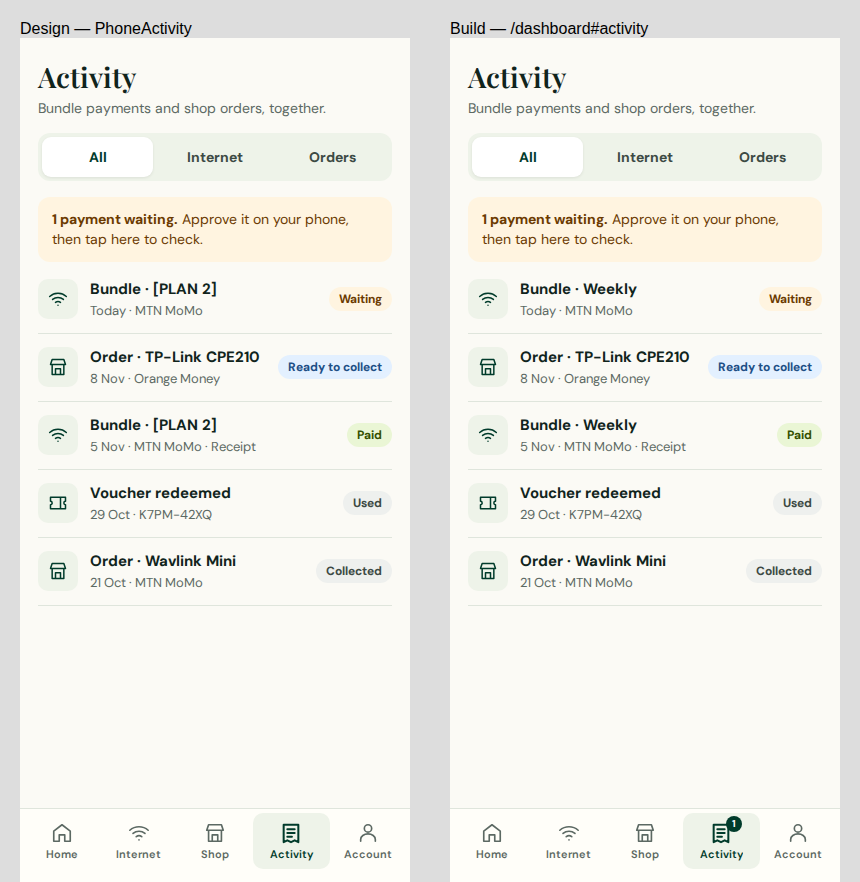 Design — PhoneActivity
Activity
Bundle payments and shop orders, together.
All Internet Orders
1 payment waiting. Approve it on your phone,
then tap here to check.
Bundle · [PLAN 2]
Today · MTN MoMo
Waiting
Order · TP-Link CPE210
8 Nov · Orange Money
Ready to collect
Bundle · [PLAN 2]
5 Nov · MTN MoMo · Receipt
Paid
Voucher redeemed
29 Oct · K7PM-42XQ
Used
Order · Wavlink Mini
21 Oct · MTN MoMo
Collected
Home Internet Shop Activity Account
Build — /dashboard#activity
Activity
Bundle payments and shop orders, together.
All Internet Orders
1 payment waiting. Approve it on your phone,
then tap here to check.
Bundle · Weekly
Today · MTN MoMo
Waiting
Order · TP-Link CPE210
8 Nov · Orange Money
Ready to collect
Bundle · Weekly
5 Nov · MTN MoMo · Receipt
Paid
Voucher redeemed
29 Oct · K7PM-42XQ
Used
Order · Wavlink Mini
21 Oct · MTN MoMo
Collected
1
Home Internet Shop Activity Account